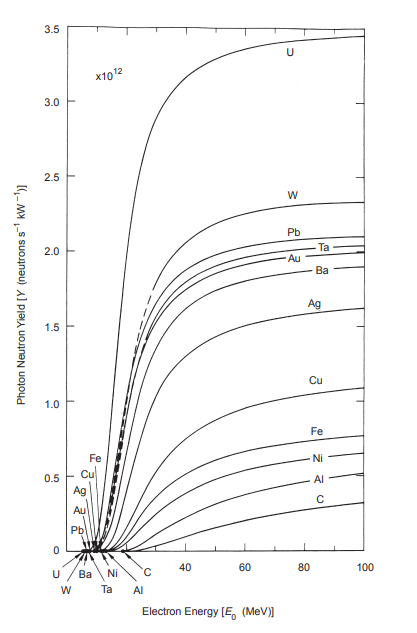 3.5
U
x10¹²
3.0
2.5
W
Pb
2.0
Ta
Au
Ba
Photon Neutron Yield [Y (neutrons s⁻¹ kW⁻¹)]
1.5
Ag
Cu
1.0
Fe
Fe
Ni
Cu
0.5
Al
Ag
C
Au
Pb
0
40 60 80 100
U Ba Ni C
W Ta Al
Electron Energy [E₀ (MeV)]